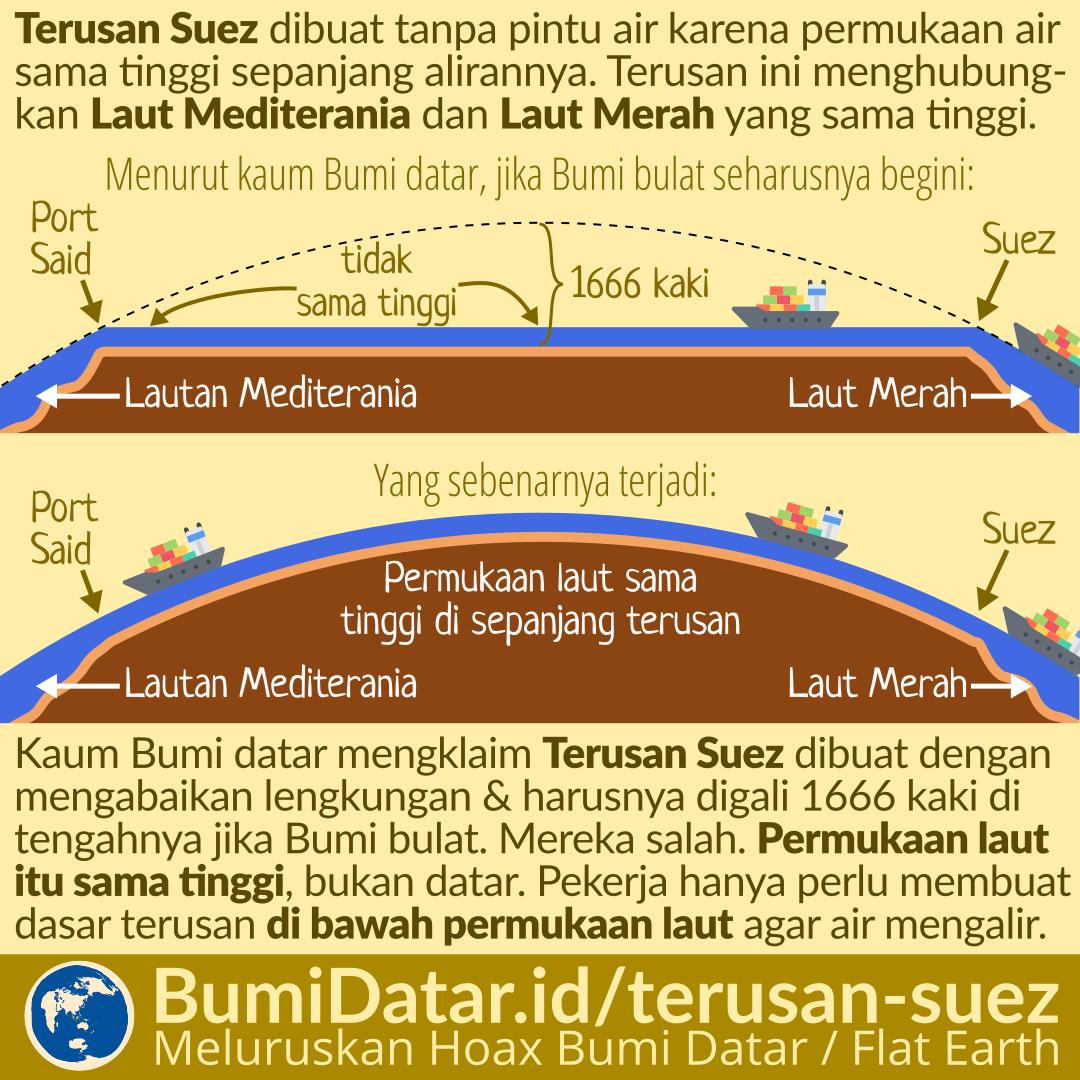 Terusan Suez dibuat tanpa pintu air karena permukaan air
sama tinggi sepanjang alirannya. Terusan ini menghubung-
kan Laut Mediterania dan Laut Merah yang sama tinggi.
Menurut kaum Bumi datar, jika Bumi bulat seharusnya begini:
Port
Said
Suez
tidak
sama tinggi
1666 kaki
Lautan Mediterania
Laut Merah
Yang sebenarnya terjadi:
Port
Said
Suez
Permukaan laut sama
tinggi di sepanjang terusan
Lautan Mediterania
Laut Merah
Kaum Bumi datar mengklaim Terusan Suez dibuat dengan
mengabaikan lengkungan & harusnya digali 1666 kaki di
tengahnya jika Bumi bulat. Mereka salah. Permukaan laut
itu sama tinggi, bukan datar. Pekerja hanya perlu membuat
dasar terusan di bawah permukaan laut agar air mengalir.
BumiDatar.id/terusan-suez
Meluruskan Hoax Bumi Datar / Flat Earth